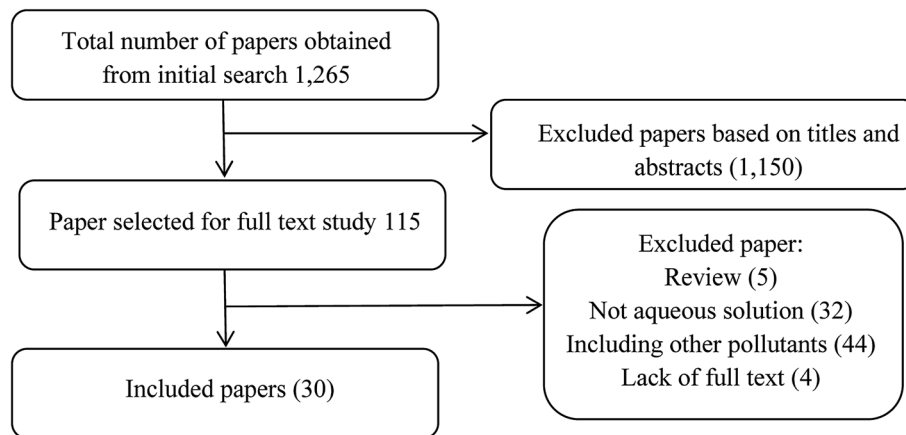 Total number of papers obtained
from initial search 1,265
Excluded papers based on titles and
abstracts (1,150)
Paper selected for full text study 115
Excluded paper:
Review (5)
Not aqueous solution (32)
Including other pollutants (44)
Lack of full text (4)
Included papers (30)